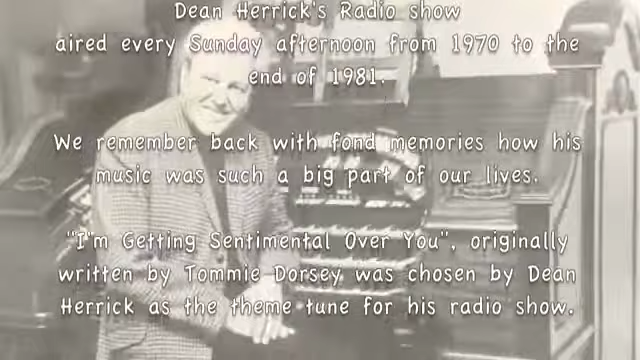 Dean Herrick's Radio show
aired every Sunday afternoon from 1970 to the
end of 1981.
We remember back with fond memories how his
music was such a big part of our lives.
"I'm Getting Sentimental Over You", originally
written by Tommie Dorsey was chosen by Dean
Herrick as the theme tune for his radio show.